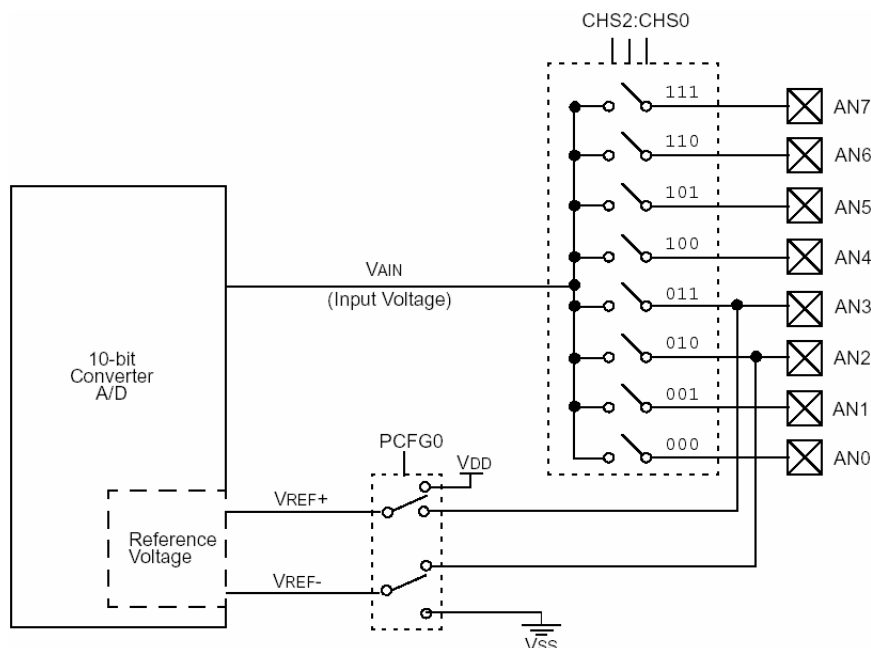 CHS2:CHS0
111
AN7
110
AN6
101
AN5
100
AN4
VAIN
(Input Voltage)
011
AN3
10-bit
Converter
A/D
010
AN2
001
AN1
PCFG0
000
AN0
VDD
VREF+
Reference
Voltage
VREF-
VSS